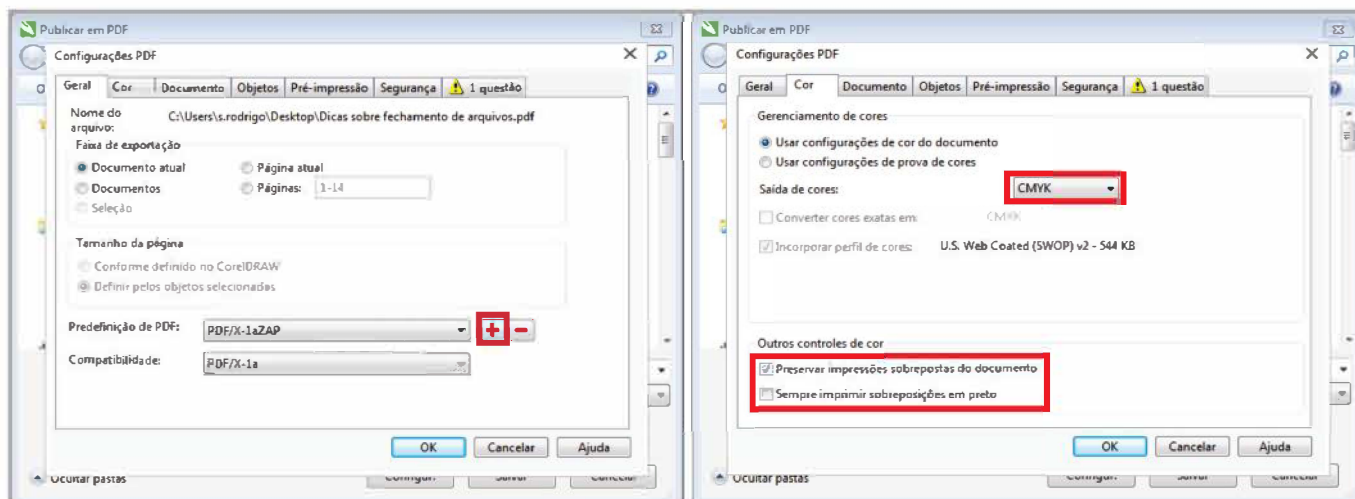 Publicar em PDF
Configurações PDF
Geral Cor Documento Objetos Pré-impressão Segurança 1 questão
Nome do arquivo: C:\Users\s.rodrigo\Desktop\Dicas sobre fechamento de arquivos.pdf
Faixa de exportação
Documento atual Página atual
Documentos Páginas: 1-14
Seleção
Tamanho da página
Conforme definido no CorelDRAW
Definir pelos objetos selecionados
Predefinição de PDF: PDF/X-1aZAP
Compatibilidade: PDF/X-1a
OK Cancelar Ajuda
Ocultar pastas Configur. Salvar Cancelar
Publicar em PDF
Configurações PDF
Geral Cor Documento Objetos Pré-impressão Segurança 1 questão
Gerenciamento de cores
Usar configurações de cor do documento
Usar configurações de prova de cores
Saída de cores: CMYK
Converter cores exatas em: CMYK
Incorporar perfil de cores: U.S. Web Coated (SWOP) v2 - 544 KB
Outros controles de cor
Preservar impressões sobrepostas do documento
Sempre imprimir sobreposições em preto
OK Cancelar Ajuda
Ocultar pastas Configur. Salvar Cancelar